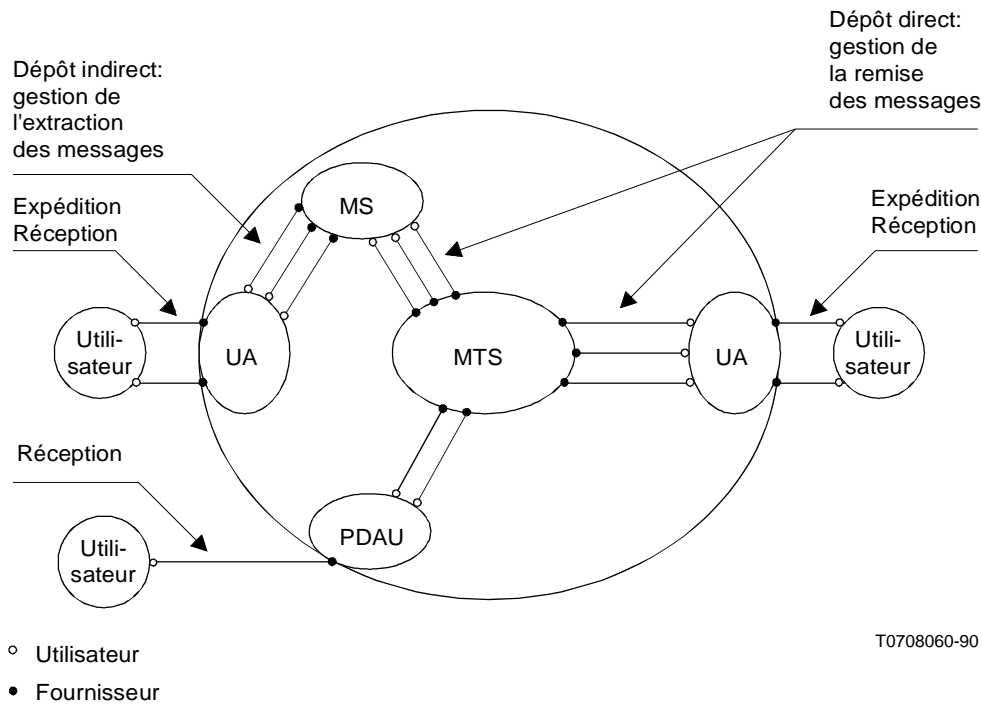 Dépôt direct:
gestion de
la remise
des messages
Dépôt indirect:
gestion de
l'extraction
des messages
MS
Expédition
Réception
Expédition
Réception
Utili-
sateur
UA
MTS
UA
Utili-
sateur
Réception
PDAU
Utili-
sateur
T0708060-90
Utilisateur
Fournisseur